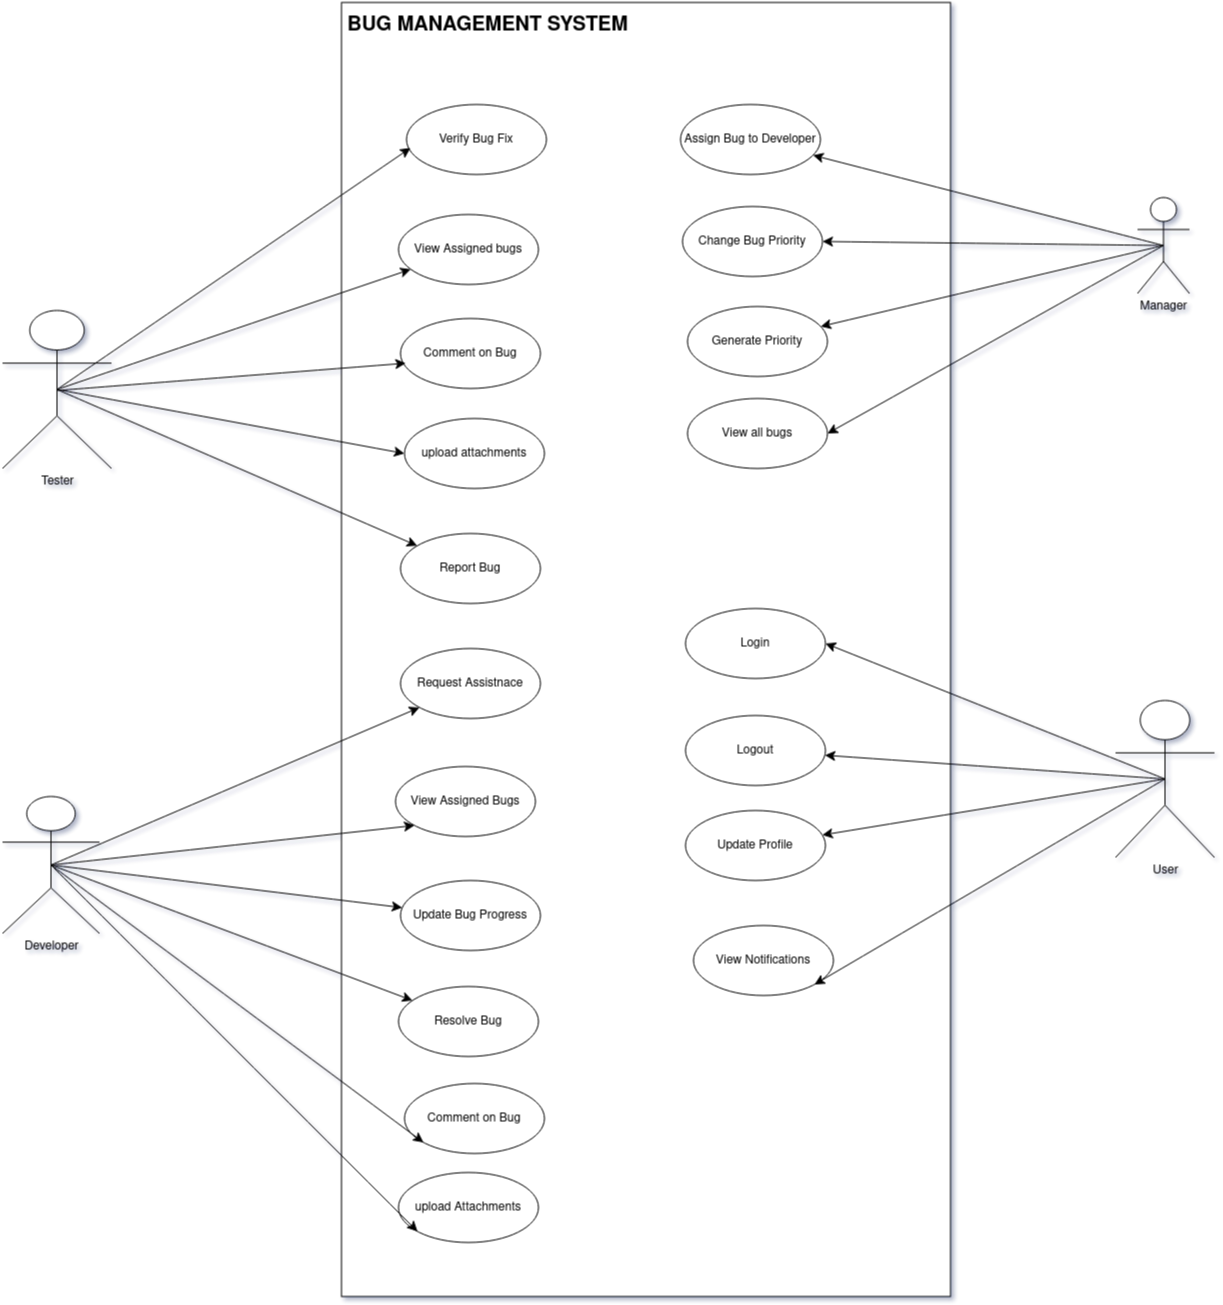 BUG MANAGEMENT SYSTEM
Verify Bug Fix
View Assigned bugs
Comment on Bug
upload attachments
Report Bug
Tester
Request Assistnace
View Assigned Bugs
Update Bug Progress
Resolve Bug
Comment on Bug
upload Attachments
Developer
Assign Bug to Developer
Change Bug Priority
Generate Priority
View all bugs
Manager
Login
Logout
Update Profile
View Notifications
User